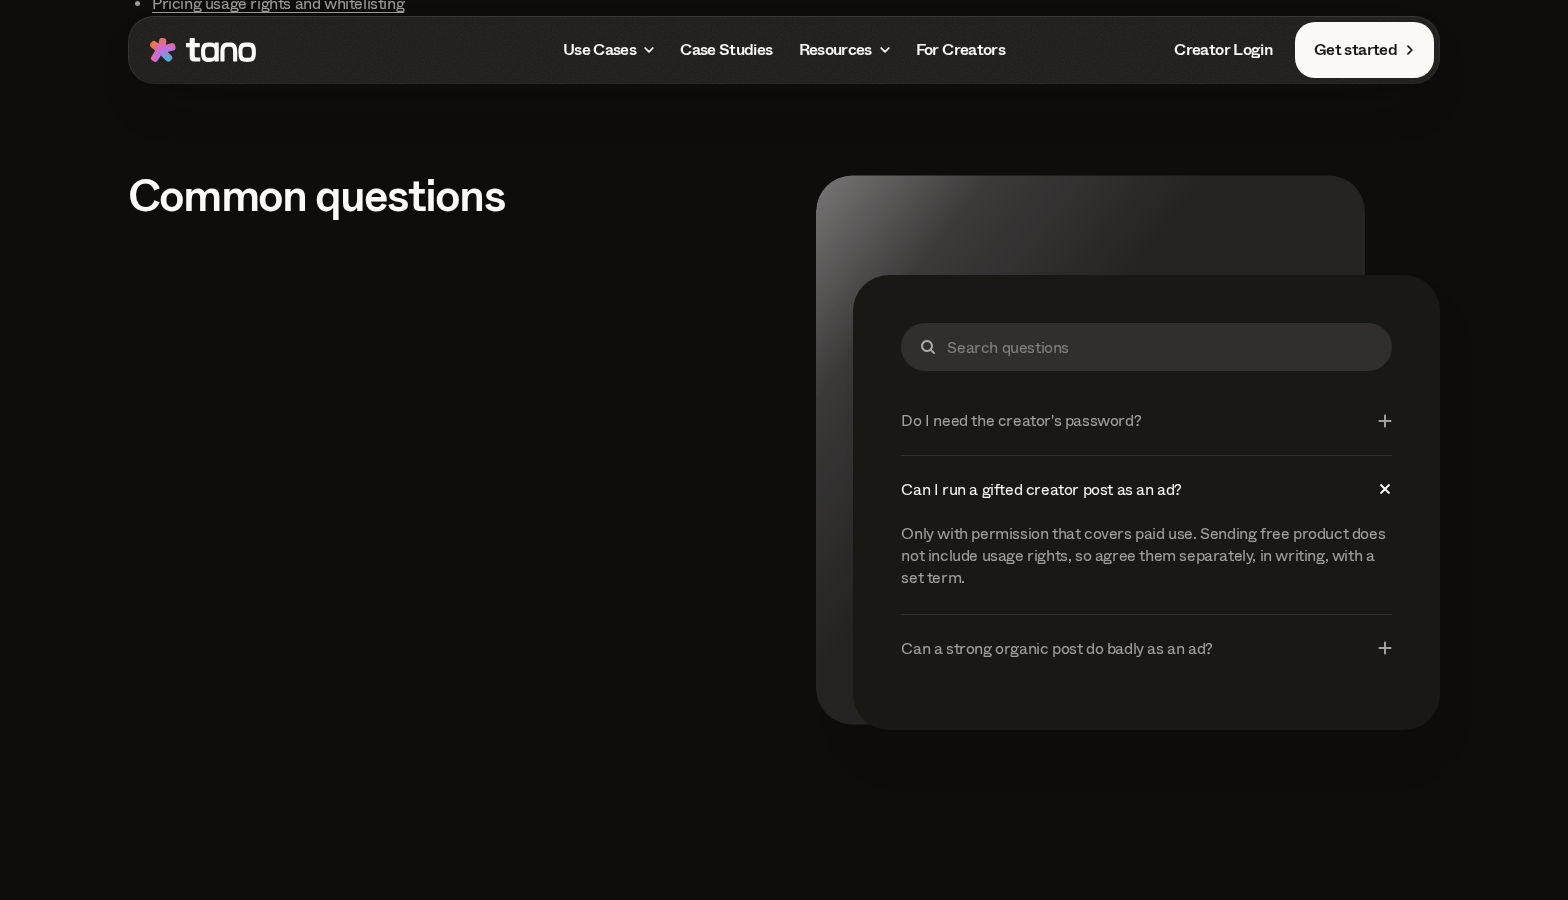 Pricing usage rights and whitelisting
tano
Use Cases
Case Studies
Resources
For Creators
Creator Login
Get started
Common questions
Search questions
Do I need the creator's password?
Can I run a gifted creator post as an ad?
Only with permission that covers paid use. Sending free product does
not include usage rights, so agree them separately, in writing, with a
set term.
Can a strong organic post do badly as an ad?